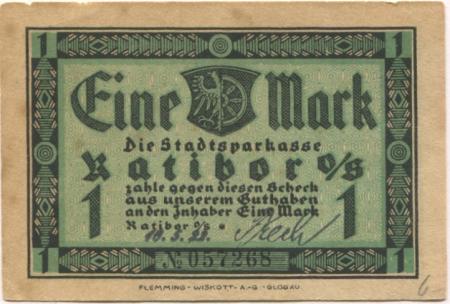 1 1
Eine Mark
Die Stadtsparkasse
Ratibor O/S
zahle gegen diesen Scheck
aus unserem Guthaben
an den Inhaber Eine Mark
Ratibor O/S
1 1
№ 057268
1 1
FLEMMING-WISKOTT-A.-G-GLOGAU
6